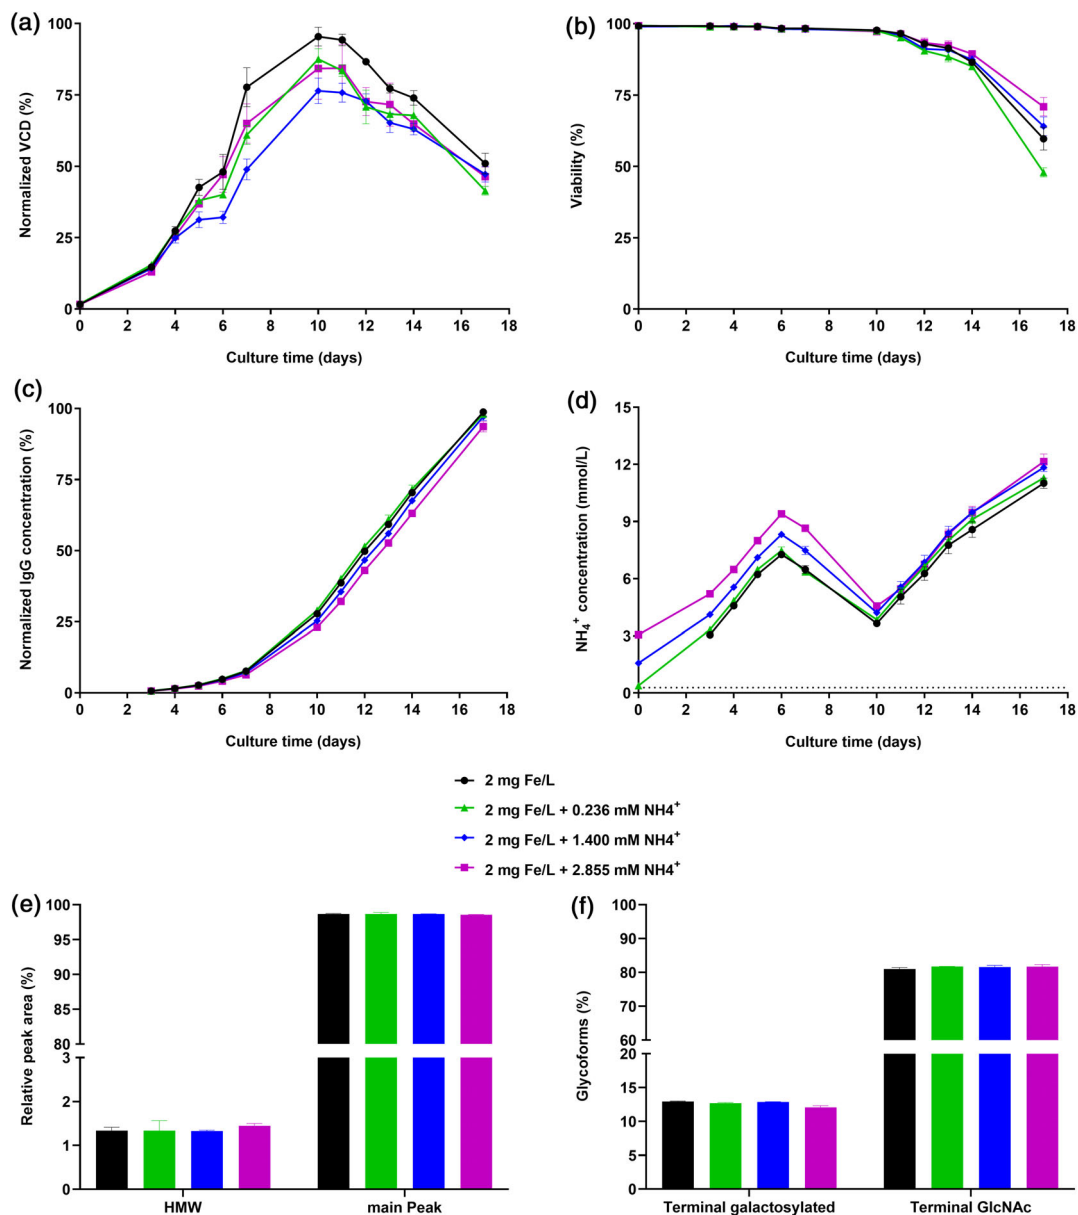 (a)
Normalized VCD (%)
100
75
50
25
0
0 2 4 6 8 10 12 14 16 18
Culture time (days)
(b)
Viability (%)
100
75
50
25
0
0 2 4 6 8 10 12 14 16 18
Culture time (days)
(c)
Normalized IgG concentration (%)
100
75
50
25
0
0 2 4 6 8 10 12 14 16 18
Culture time (days)
(d)
NH4+ concentration (mmol/L)
15
12
9
6
3
0
0 2 4 6 8 10 12 14 16 18
Culture time (days)
2 mg Fe/L
2 mg Fe/L + 0.236 mM NH4+
2 mg Fe/L + 1.400 mM NH4+
2 mg Fe/L + 2.855 mM NH4+
(e)
Relative peak area (%)
100
95
90
85
80
3
2
1
0
HMW main Peak
(f)
Glycoforms (%)
100
90
80
70
60
20
15
10
5
0
Terminal galactosylated Terminal GlcNAc